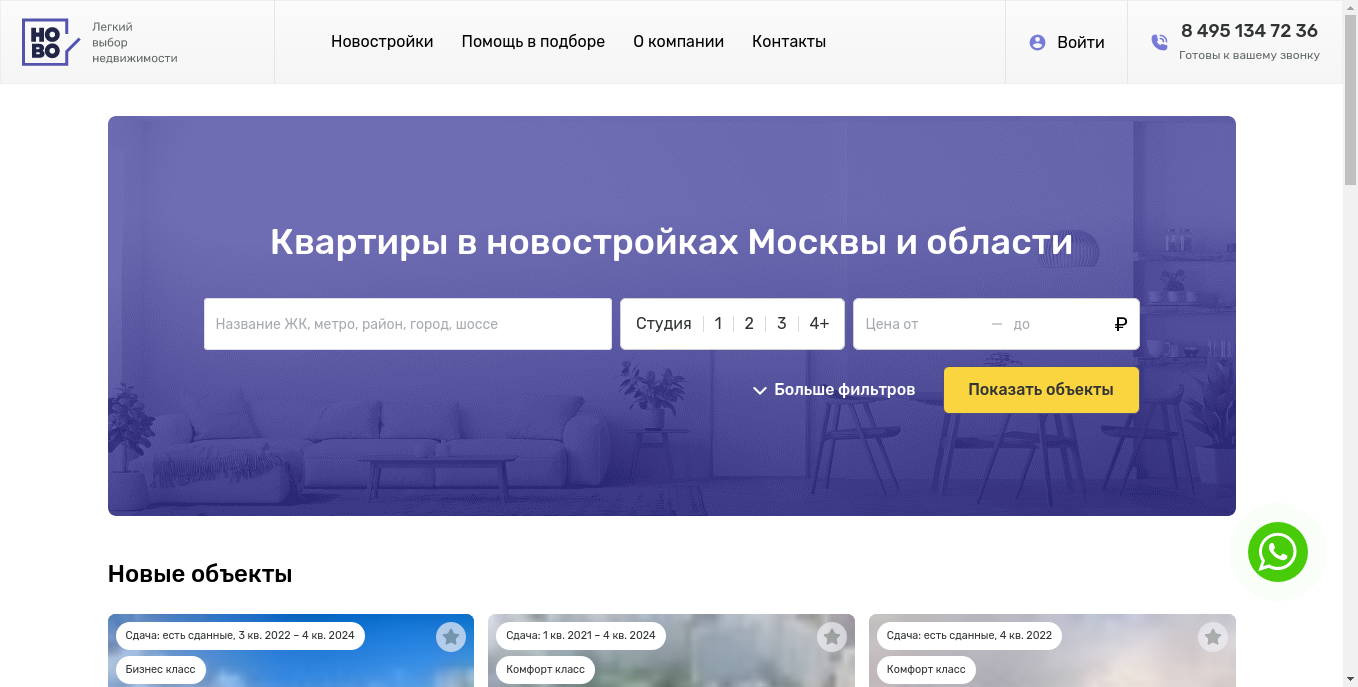 НО
ВО
Легкий
выбор
недвижимости
Новостройки
Помощь в подборе
О компании
Контакты
Войти
8 495 134 72 36
Готовы к вашему звонку
Квартиры в новостройках Москвы и области
Название ЖК, метро, район, город, шоссе
Студия 1 2 3 4+
Цена от — до ₽
Больше фильтров
Показать объекты
Новые объекты
Сдача: есть сданные, 3 кв. 2022 – 4 кв. 2024
Бизнес класс
Сдача: 1 кв. 2021 – 4 кв. 2024
Комфорт класс
Сдача: есть сданные, 4 кв. 2022
Комфорт класс